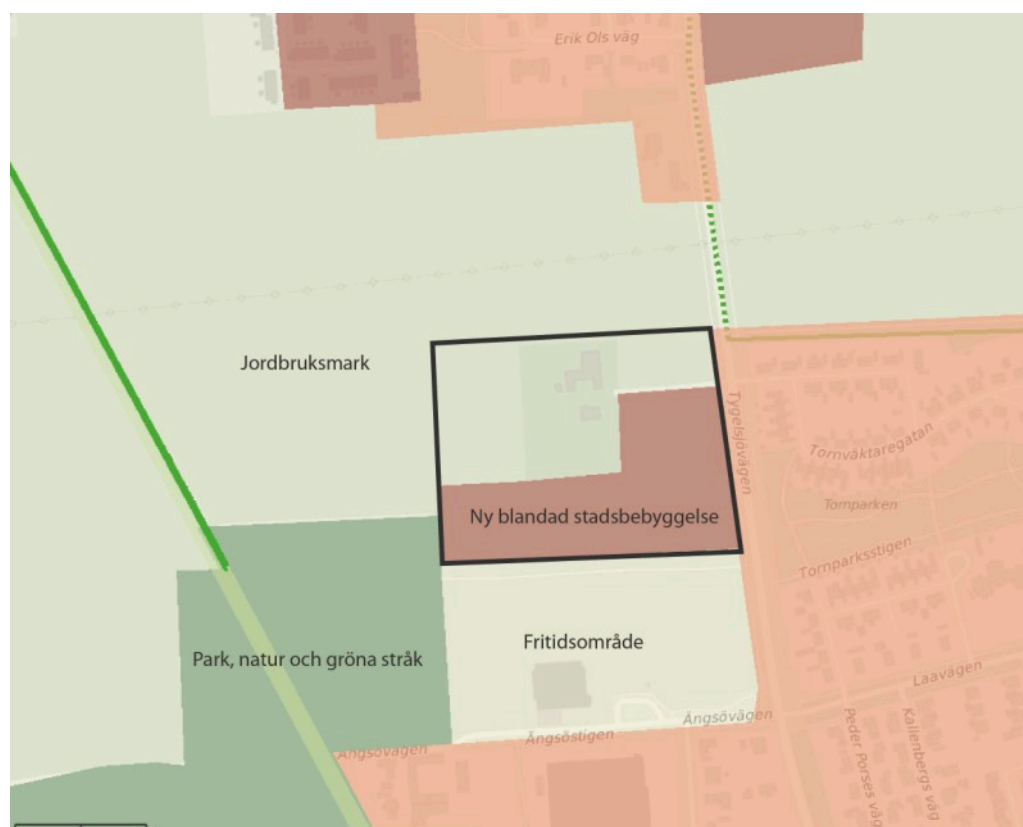 Erik Ols väg
Jordbruksmark
Tygelsjövägen
Tornväktaregatan
Tornparken
Ny blandad stadsbebyggelse
Tornparksstigen
Fritidsområde
Park, natur och gröna stråk
Laavägen
Ängsövägen
Ängsöstigen
Ängsövägen
Peder Porses väg
Kallenbergs väg